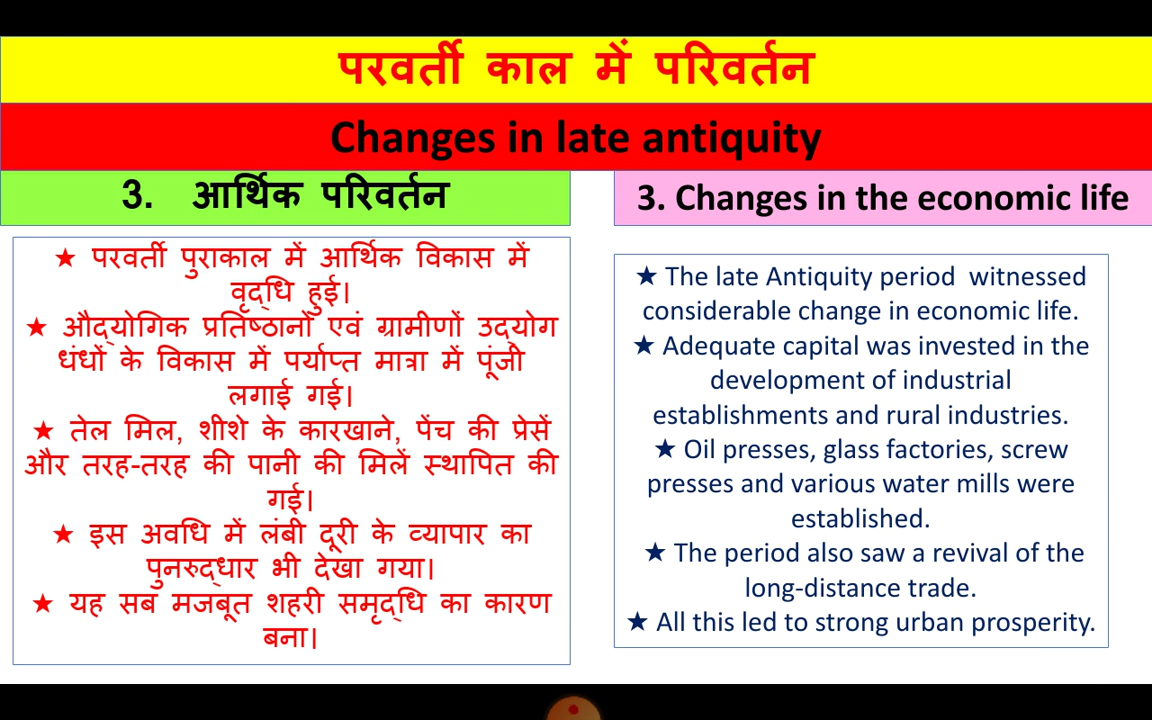 परवर्ती काल में परिवर्तन
Changes in late antiquity
3. आर्थिक परिवर्तन
★ परवर्ती पुराकाल में आर्थिक विकास में
वृद्धि हुई।
★ औद्योगिक प्रतिष्ठानों एवं ग्रामीणों उद्योग
धंधों के विकास में पर्याप्त मात्रा में पूंजी
लगाई गई।
★ तेल मिल, शीशे के कारखाने, पेंच की प्रेसें
और तरह-तरह की पानी की मिलें स्थापित की
गई।
★ इस अवधि में लंबी दूरी के व्यापार का
पुनरुद्धार भी देखा गया।
★ यह सब मजबूत शहरी समृद्धि का कारण
बना।
3. Changes in the economic life
★ The late Antiquity period witnessed
considerable change in economic life.
★ Adequate capital was invested in the
development of industrial
establishments and rural industries.
★ Oil presses, glass factories, screw
presses and various water mills were
established.
★ The period also saw a revival of the
long-distance trade.
★ All this led to strong urban prosperity.